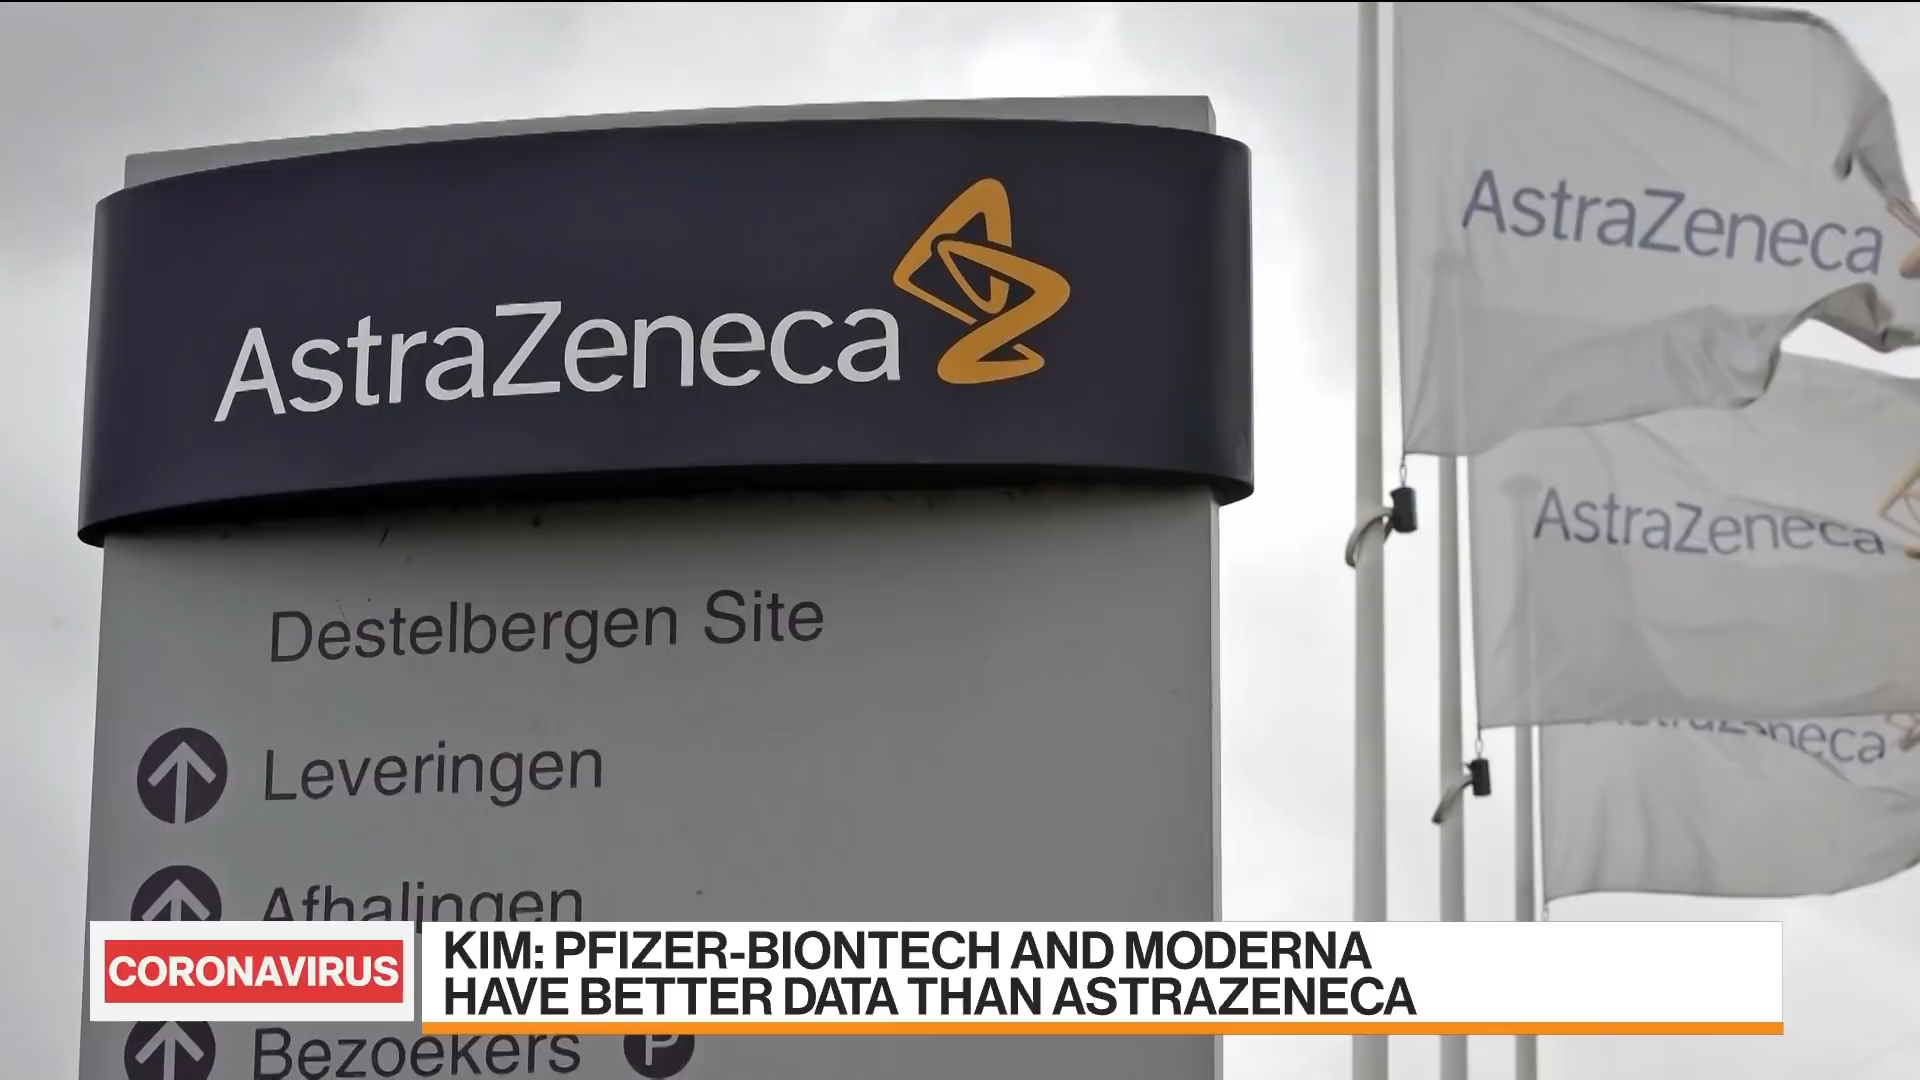 AstraZeneca
Destelbergen Site
Leveringen
Afhalingen
Bezoekers P
AstraZeneca
AstraZeneca
CORONAVIRUS
KIM: PFIZER-BIONTECH AND MODERNA
HAVE BETTER DATA THAN ASTRAZENECA